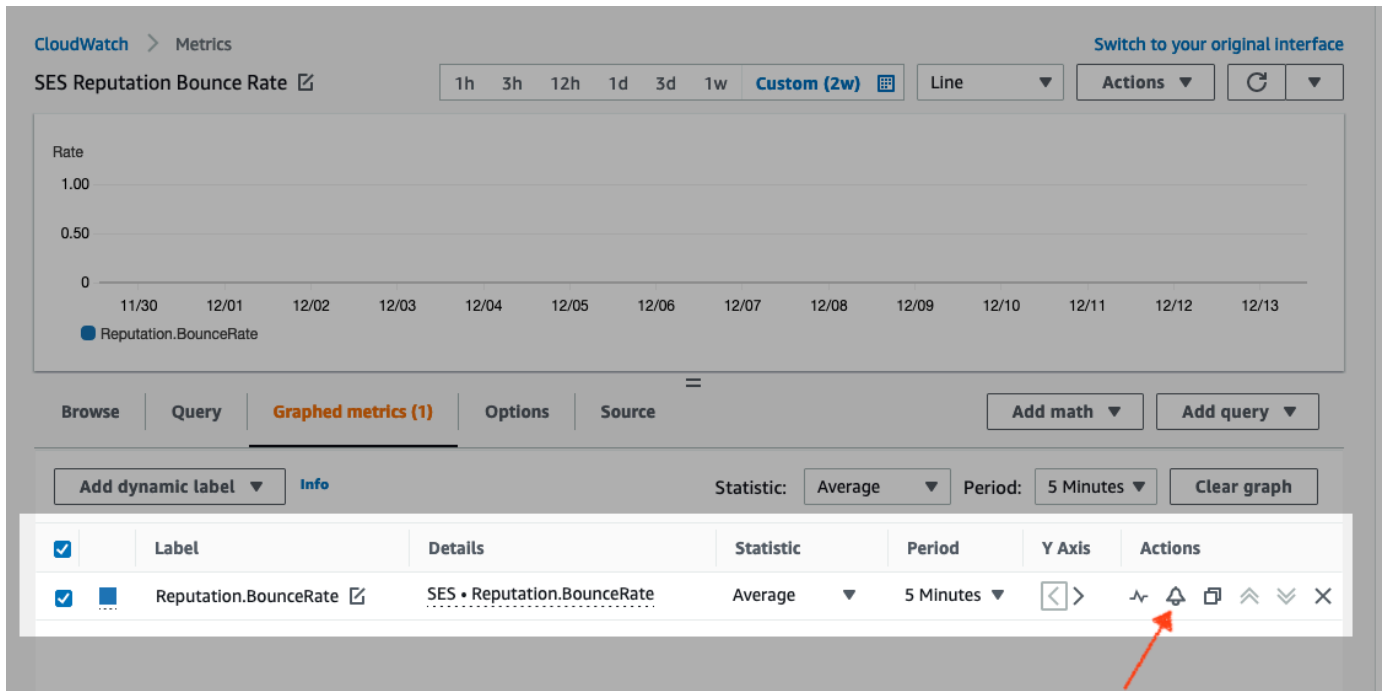 CloudWatch > Metrics
Switch to your original interface
SES Reputation Bounce Rate
1h 3h 12h 1d 3d 1w Custom (2w) Line Actions
Rate
1.00
0.50
0
11/30 12/01 12/02 12/03 12/04 12/05 12/06 12/07 12/08 12/09 12/10 12/11 12/12 12/13
Reputation.BounceRate
Browse Query Graphed metrics (1) Options Source Add math Add query
Add dynamic label Info Statistic: Average Period: 5 Minutes Clear graph
Label Details Statistic Period Y Axis Actions
Reputation.BounceRate SES • Reputation.BounceRate Average 5 Minutes